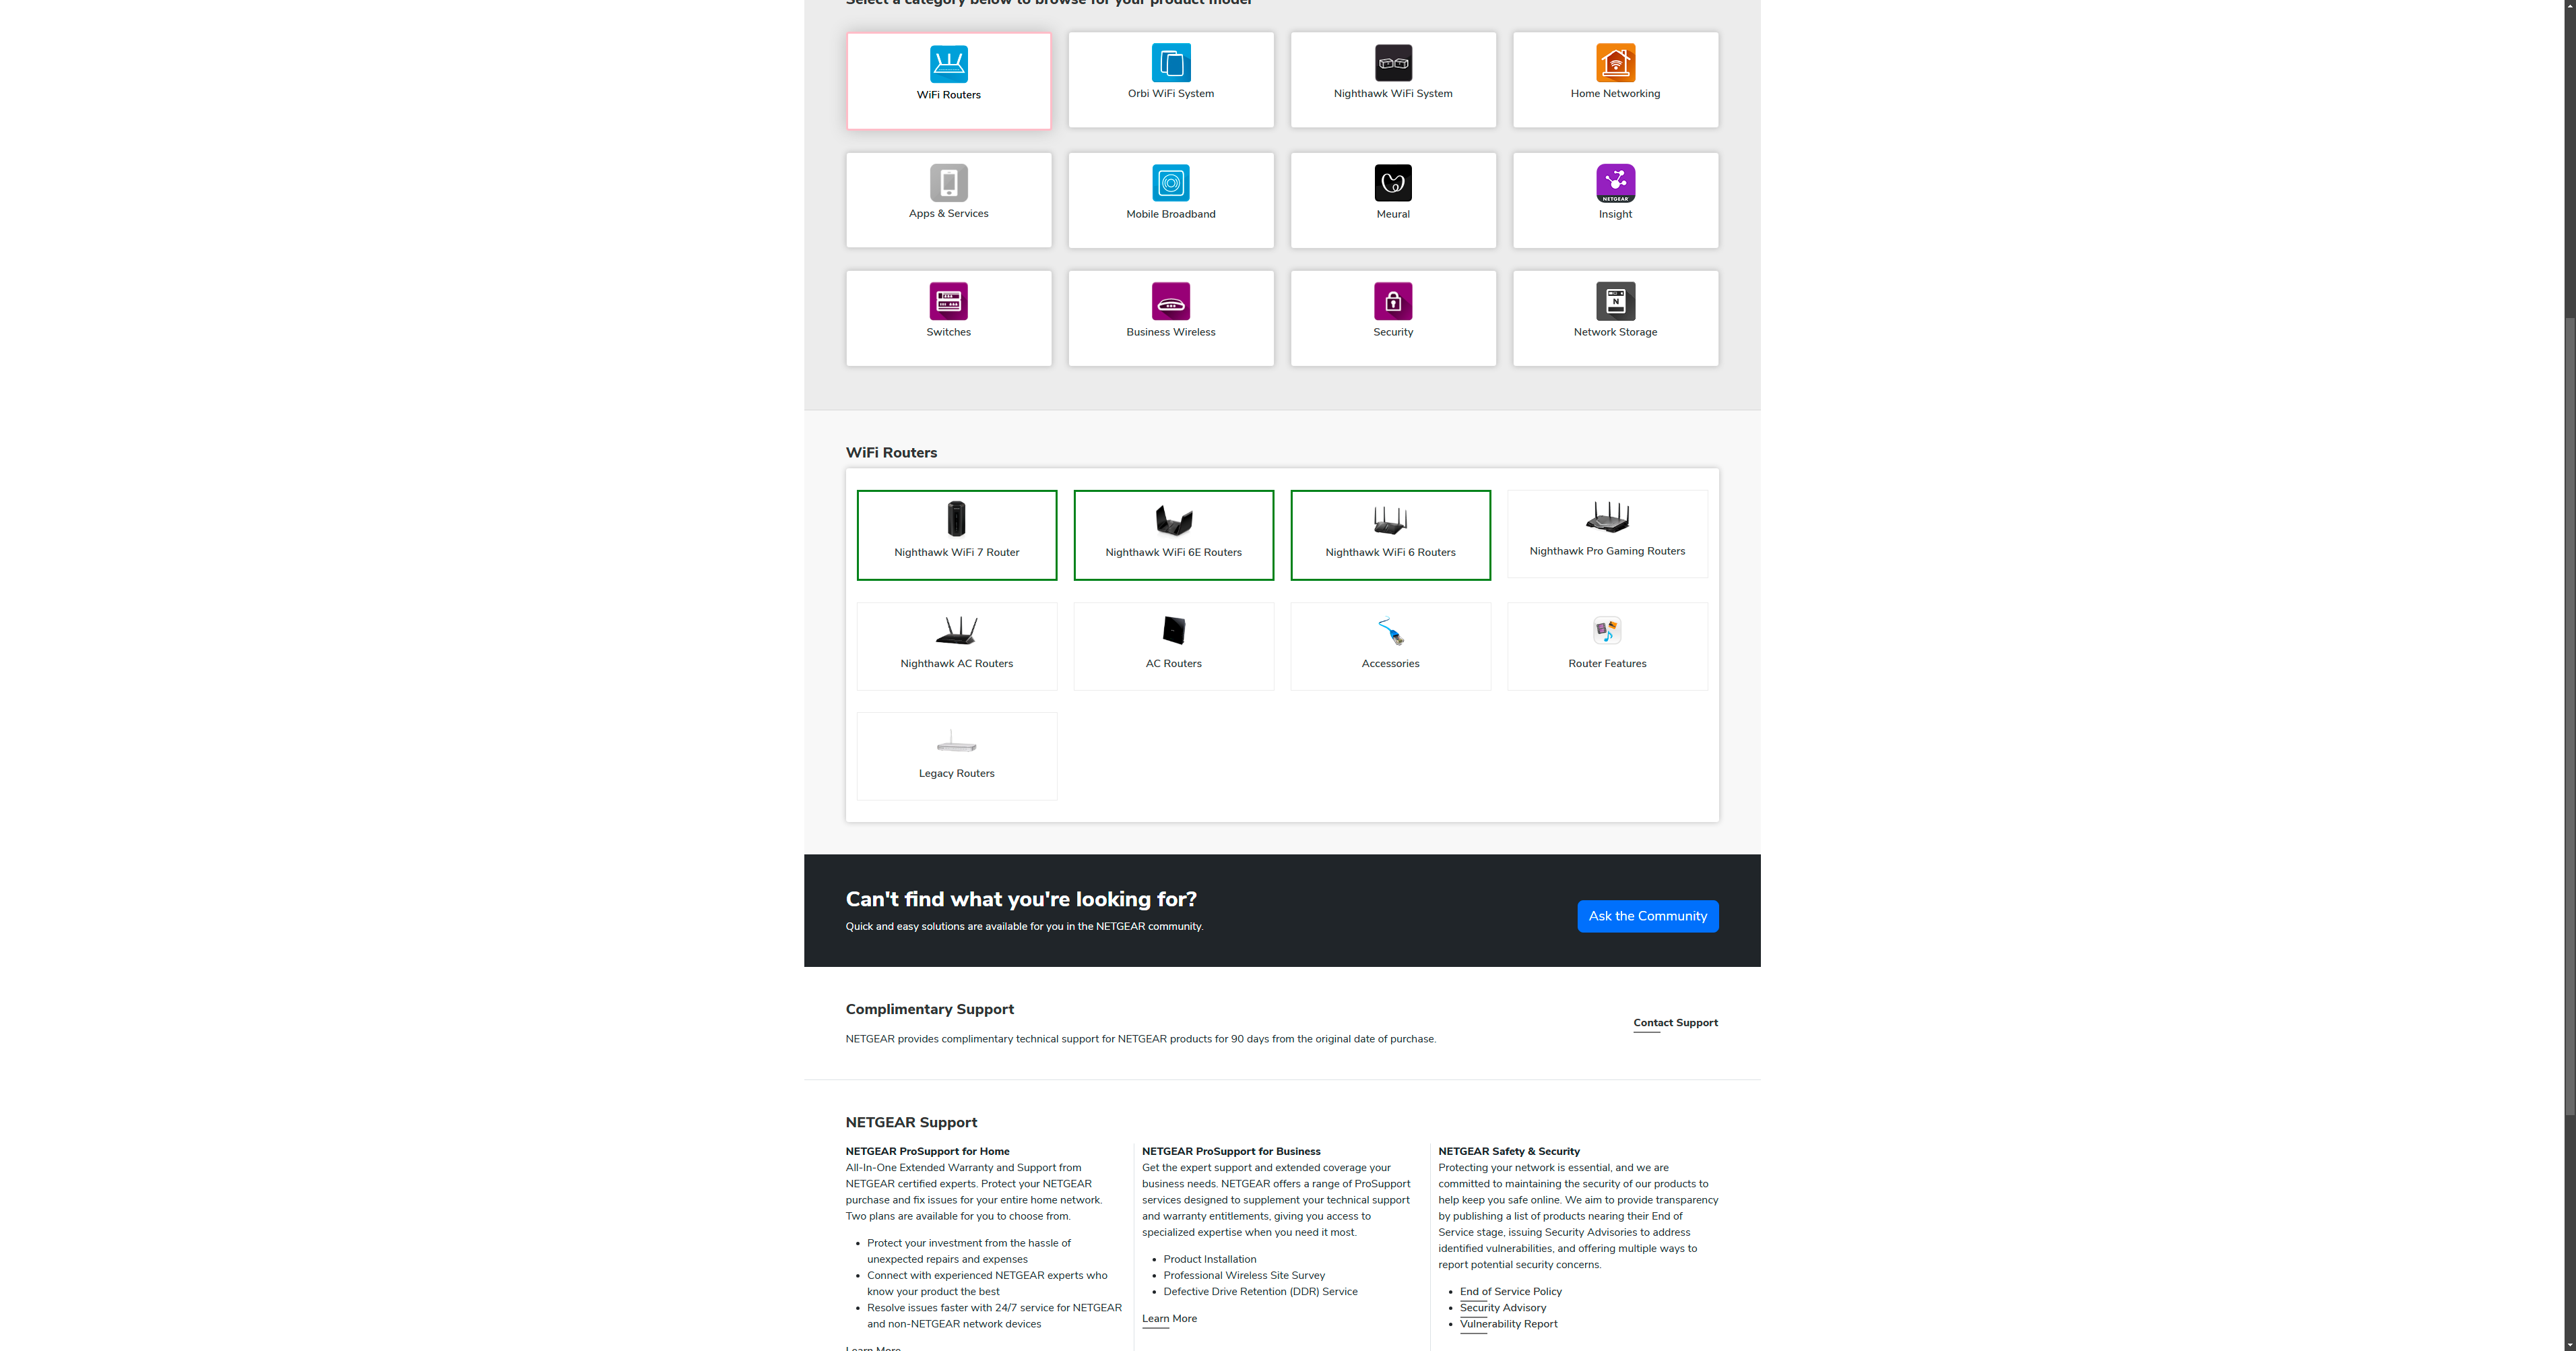 Select a category below to browse for your product model
WiFi Routers
Orbi WiFi System
Nighthawk WiFi System
Home Networking
Apps & Services
Mobile Broadband
Meural
NETGEAR
Insight
Switches
Business Wireless
Security
N
Network Storage
WiFi Routers
Nighthawk WiFi 7 Router
Nighthawk WiFi 6E Routers
Nighthawk WiFi 6 Routers
Nighthawk Pro Gaming Routers
Nighthawk AC Routers
AC Routers
Accessories
Router Features
Legacy Routers
Can't find what you're looking for?
Quick and easy solutions are available for you in the NETGEAR community.
Ask the Community
Complimentary Support
NETGEAR provides complimentary technical support for NETGEAR products for 90 days from the original date of purchase.
Contact Support
NETGEAR Support
NETGEAR ProSupport for Home
All-In-One Extended Warranty and Support from
NETGEAR certified experts. Protect your NETGEAR
purchase and fix issues for your entire home network.
Two plans are available for you to choose from.
Protect your investment from the hassle of
unexpected repairs and expenses
Connect with experienced NETGEAR experts who
know your product the best
Resolve issues faster with 24/7 service for NETGEAR
and non-NETGEAR network devices
Learn More
NETGEAR ProSupport for Business
Get the expert support and extended coverage your
business needs. NETGEAR offers a range of ProSupport
services designed to supplement your technical support
and warranty entitlements, giving you access to
specialized expertise when you need it most.
Product Installation
Professional Wireless Site Survey
Defective Drive Retention (DDR) Service
Learn More
NETGEAR Safety & Security
Protecting your network is essential, and we are
committed to maintaining the security of our products to
help keep you safe online. We aim to provide transparency
by publishing a list of products nearing their End of
Service stage, issuing Security Advisories to address
identified vulnerabilities, and offering multiple ways to
report potential security concerns.
End of Service Policy
Security Advisory
Vulnerability Report